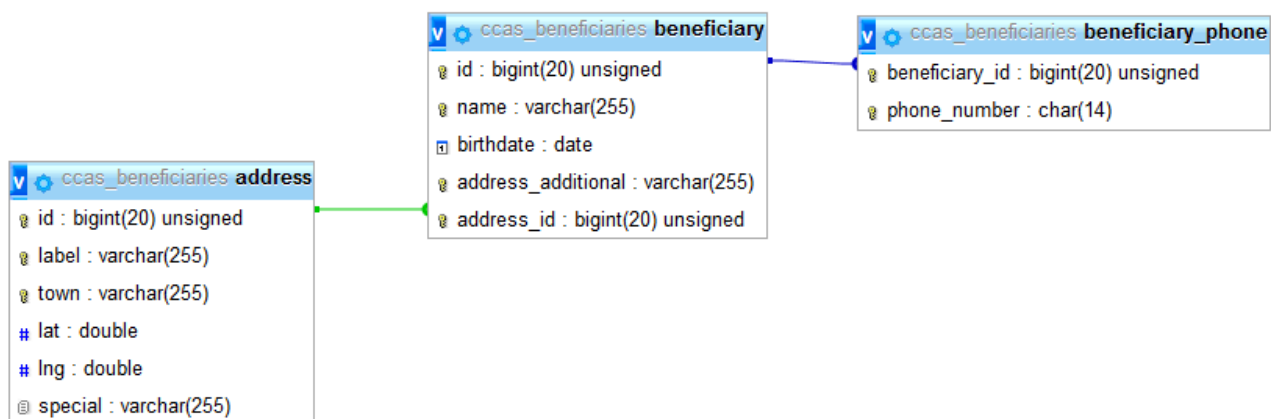 v ccas_beneficiaries beneficiary
id : bigint(20) unsigned
name : varchar(255)
birthdate : date
address_additional : varchar(255)
address_id : bigint(20) unsigned
v ccas_beneficiaries beneficiary_phone
beneficiary_id : bigint(20) unsigned
phone_number : char(14)
v ccas_beneficiaries address
id : bigint(20) unsigned
label : varchar(255)
town : varchar(255)
# lat : double
# lng : double
special : varchar(255)